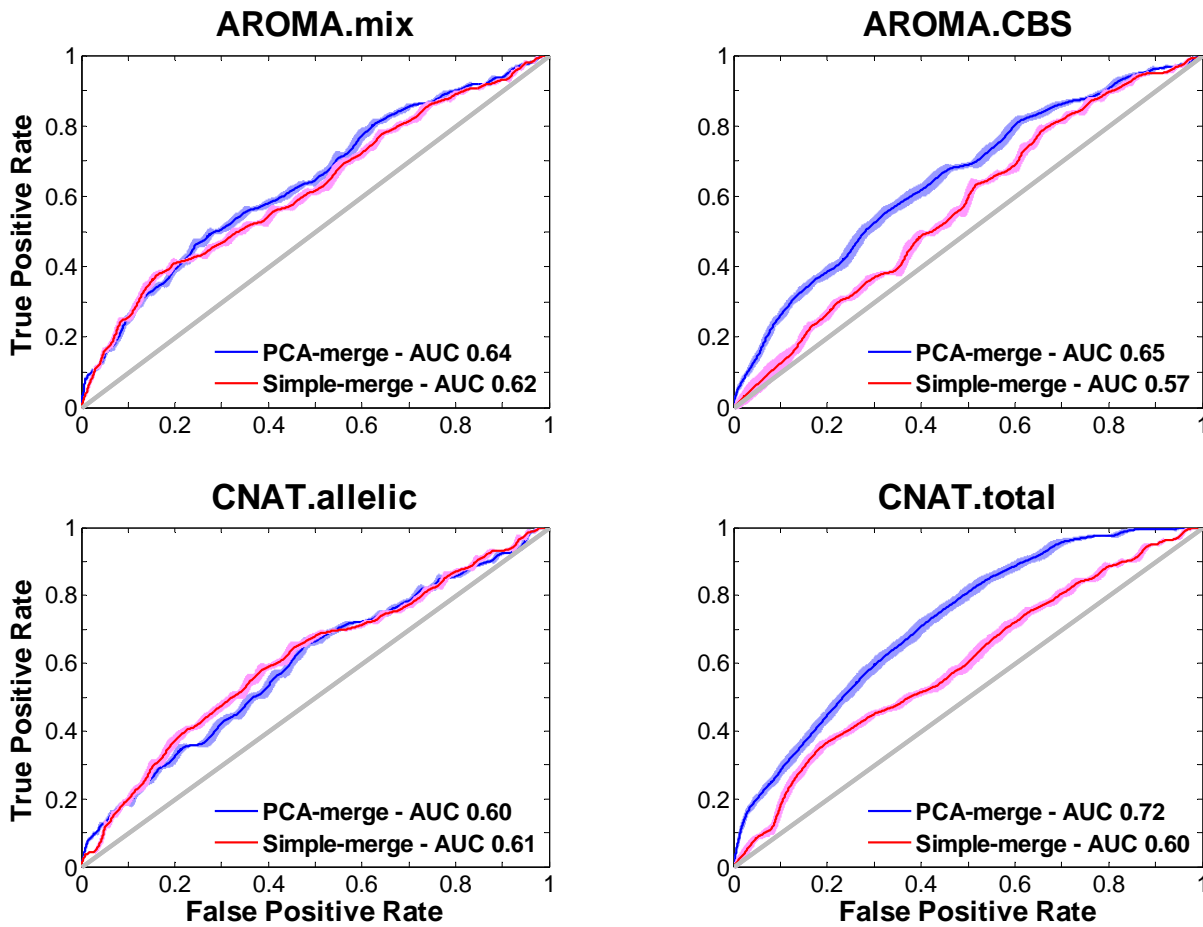 AROMA.mix
1
0.8
0.6
0.4
0.2
0
0 0.2 0.4 0.6 0.8 1
True Positive Rate
PCA-merge - AUC 0.64
Simple-merge - AUC 0.62
AROMA.CBS
1
0.8
0.6
0.4
0.2
0
0 0.2 0.4 0.6 0.8 1
PCA-merge - AUC 0.65
Simple-merge - AUC 0.57
CNAT.allelic
1
0.8
0.6
0.4
0.2
0
0 0.2 0.4 0.6 0.8 1
True Positive Rate
False Positive Rate
PCA-merge - AUC 0.60
Simple-merge - AUC 0.61
CNAT.total
1
0.8
0.6
0.4
0.2
0
0 0.2 0.4 0.6 0.8 1
False Positive Rate
PCA-merge - AUC 0.72
Simple-merge - AUC 0.60